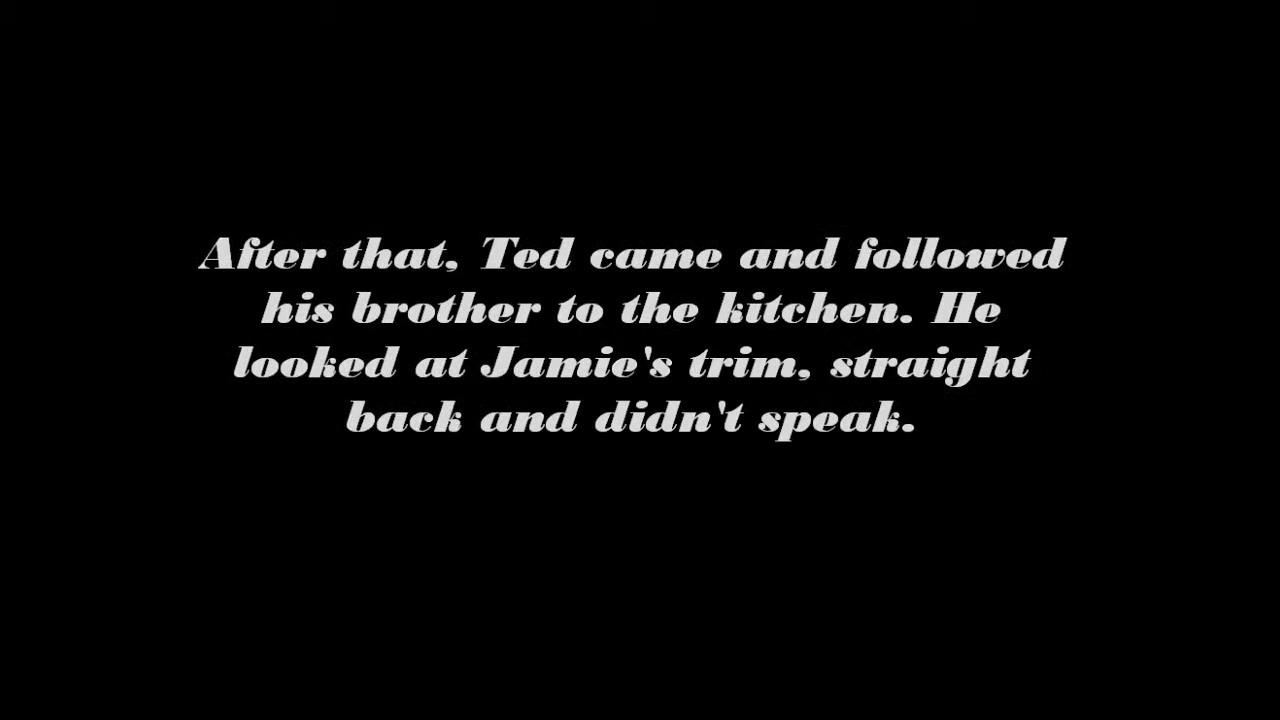 After that, Ted came and followed
his brother to the kitchen. He
looked at Jamie's trim, straight
back and didn't speak.